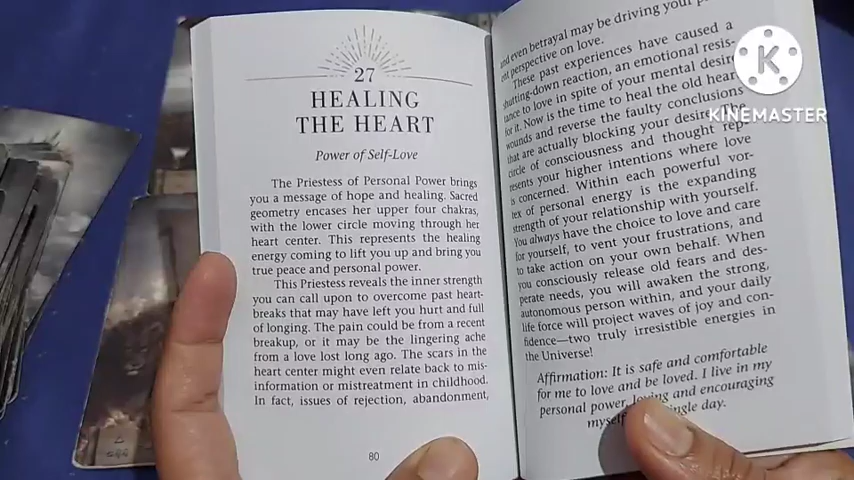 27
HEALING
THE HEART
Power of Self-Love
The Priestess of Personal Power brings
you a message of hope and healing. Sacred
geometry encases her upper four chakras,
with the lower circle moving through her
heart center. This represents the healing
energy coming to lift you up and bring you
true peace and personal power.
This Priestess reveals the inner strength
you can call upon to overcome past heart-
breaks that may have left you hurt and full
of longing. The pain could be from a recent
breakup, or it may be the lingering ache
from a love lost long ago. The scars in the
heart center might even relate back to mis-
information or mistreatment in childhood.
In fact, issues of rejection, abandonment,
80
and even betrayal may be driving your
perspective on love.
These past experiences have caused a
shutting-down reaction, an emotional resis-
tance to love in spite of your mental desire
for it. Now is the time to heal the old heart
wounds and reverse the faulty conclusions
that are actually blocking your desire. The
circle of consciousness and thought rep-
resents your higher intentions where love
is concerned. Within each powerful vor-
tex of personal energy is the expanding
strength of your relationship with yourself.
You always have the choice to love and care
for yourself, to vent your frustrations, and
to take action on your own behalf. When
you consciously release old fears and des-
perate needs, you will awaken the strong,
autonomous person within, and your daily
life force will project waves of joy and con-
fidence—two truly irresistible energies in
the Universe!
Affirmation: It is safe and comfortable
for me to love and be loved. I live in my
personal power, loving and encouraging
day.
K
KINEMASTER